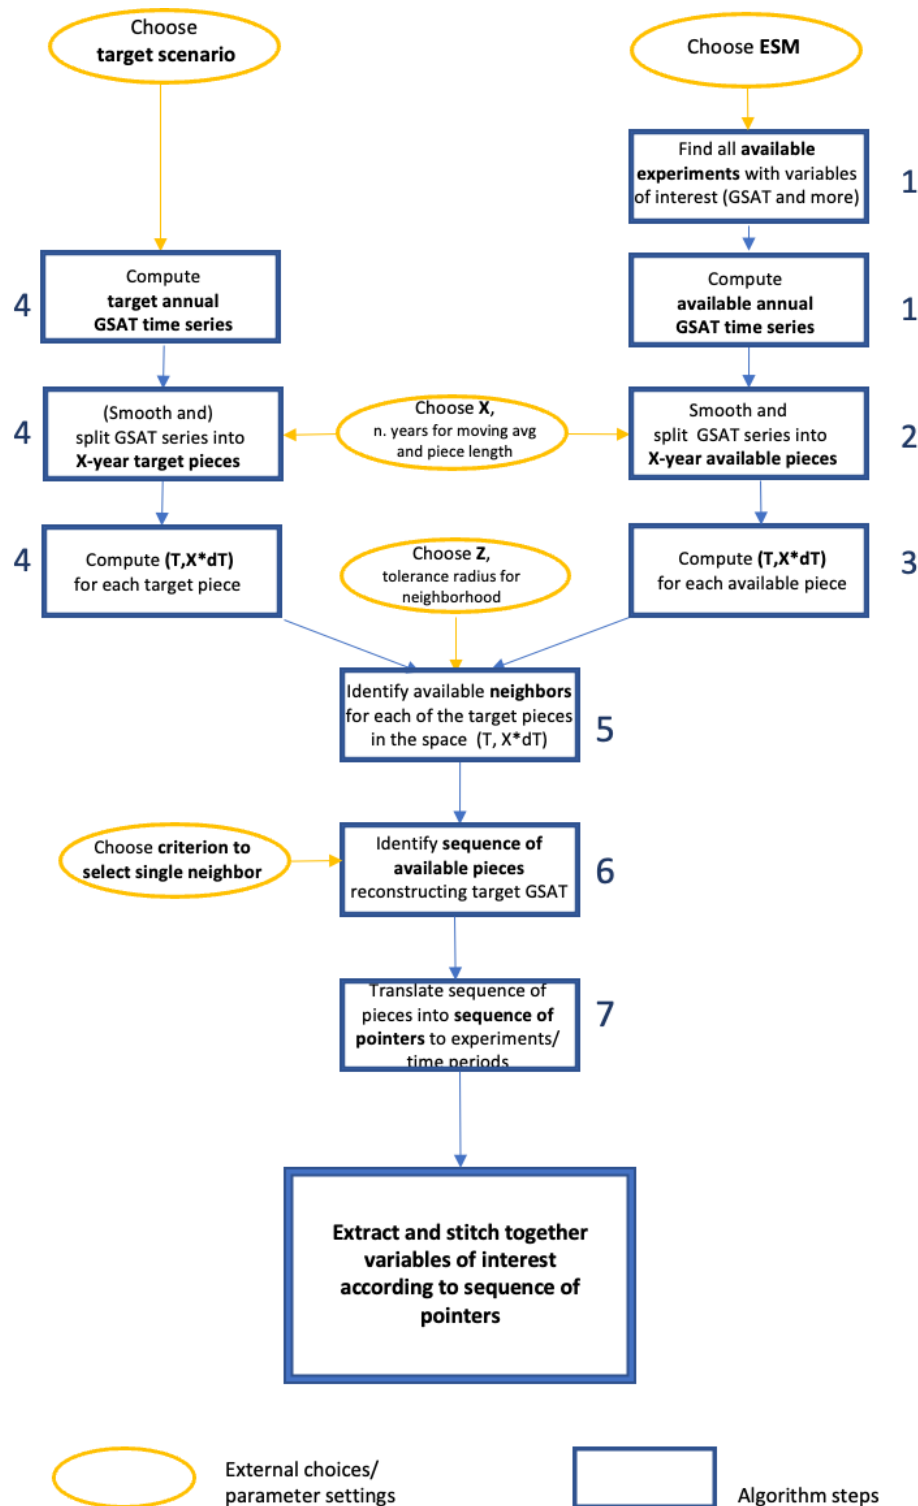 Choose
target scenario
Choose ESM
Find all available
experiments with variables
of interest (GSAT and more)
1
Compute
target annual
GSAT time series
4
Compute
available annual
GSAT time series
1
(Smooth and)
split GSAT series into
X-year target pieces
4
Choose X,
n. years for moving avg
and piece length
Smooth and
split GSAT series into
X-year available pieces
2
Compute (T,X*dT)
for each target piece
4
Choose Z,
tolerance radius for
neighborhood
Compute (T,X*dT)
for each available piece
3
Identify available neighbors
for each of the target pieces
in the space (T, X*dT)
5
Choose criterion to
select single neighbor
Identify sequence of
available pieces
reconstructing target GSAT
6
Translate sequence of
pieces into sequence of
pointers to experiments/
time periods
7
Extract and stitch together
variables of interest
according to sequence of
pointers
External choices/
parameter settings
Algorithm steps